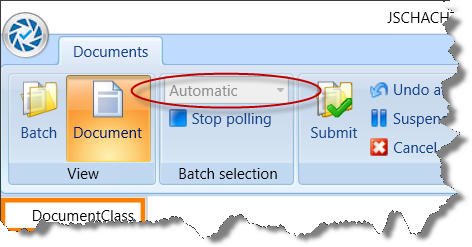 JSCHACH
Documents
Batch
Document
View
Automatic
Stop polling
Batch selection
Submit
Undo a
Suspen
Cancel
DocumentClass